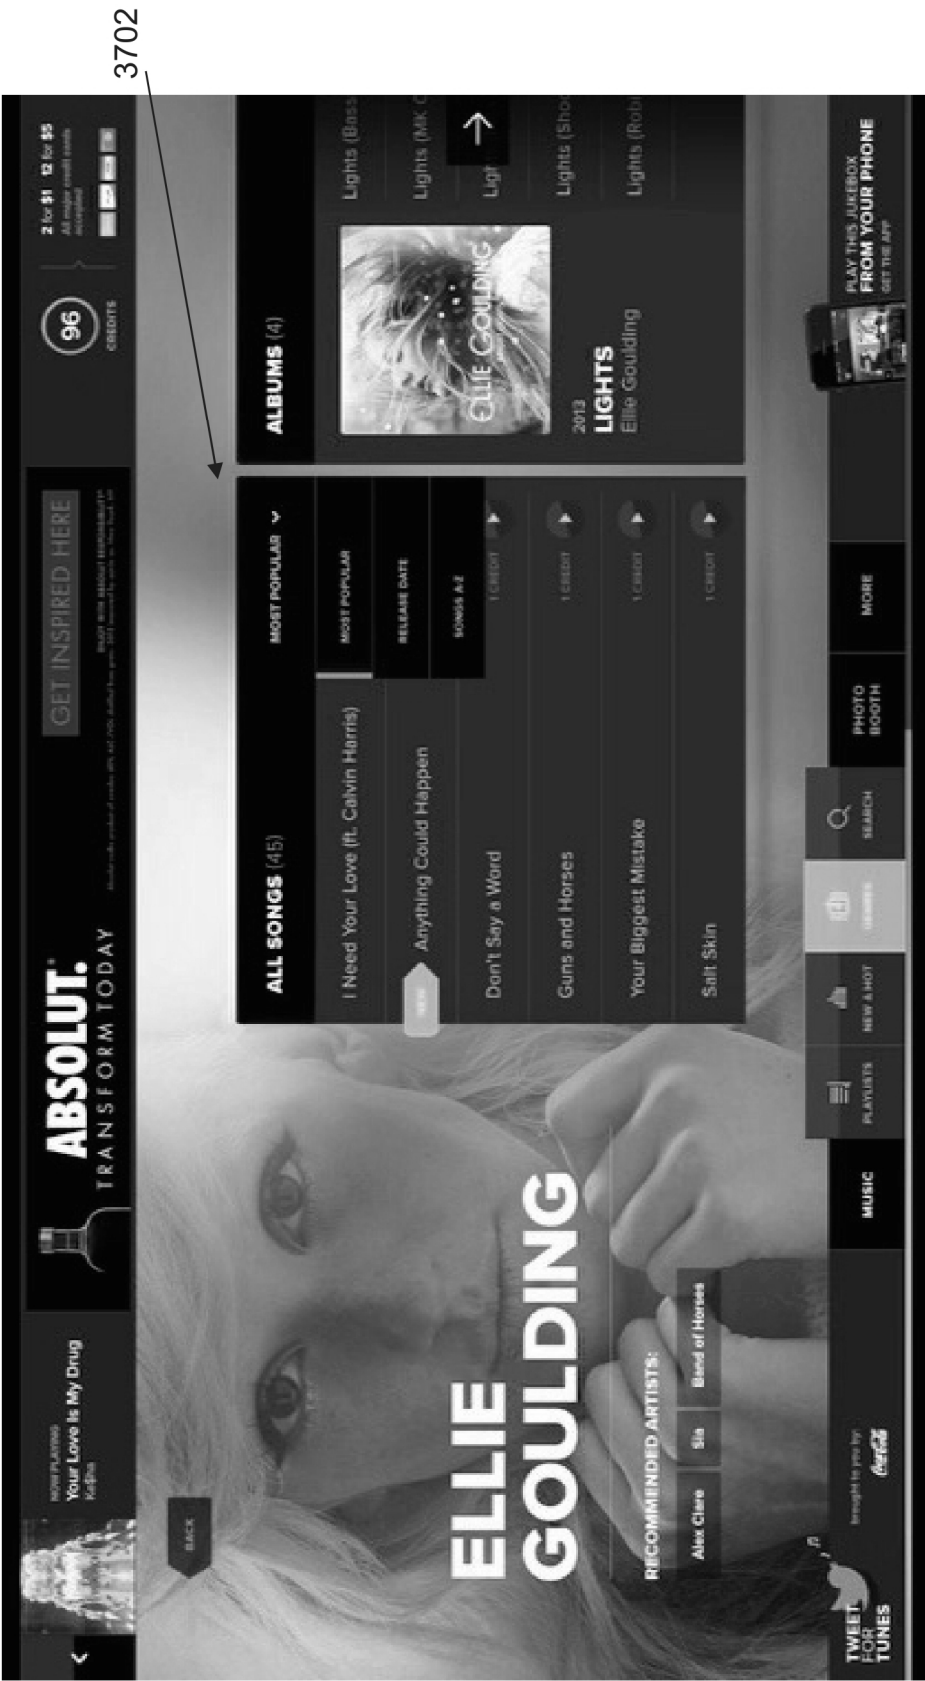 3702
NOW PLAYING
Your Love Is My Drug
Ke$ha
ABSOLUT.
TRANSFORM TODAY
GET INSPIRED HERE
96
CREDITS
2 for $1 12 for $5
All major credit cards
accepted
BACK
ELLIE
GOULDING
RECOMMENDED ARTISTS:
Alex Clare
Sia
Band of Horses
ALL SONGS (45)
MOST POPULAR
MOST POPULAR
RELEASE DATE
SONGS A-Z
I Need Your Love (ft. Calvin Harris)
NEW
Anything Could Happen
Don't Say a Word
1 CREDIT
Guns and Horses
1 CREDIT
Your Biggest Mistake
1 CREDIT
Salt Skin
1 CREDIT
ALBUMS (4)
ELLIE GOULDING
2013
LIGHTS
Ellie Goulding
Lights (Bass
Lights (MK
Ligh
Lights (Shoo
Lights (Robi
TWEET
FOR
TUNES
brought to you by:
Coca-Cola
MUSIC
PLAYLISTS
NEW & HOT
GENRES
SEARCH
PHOTO
BOOTH
MORE
PLAY THIS JUKEBOX
FROM YOUR PHONE
GET THE APP